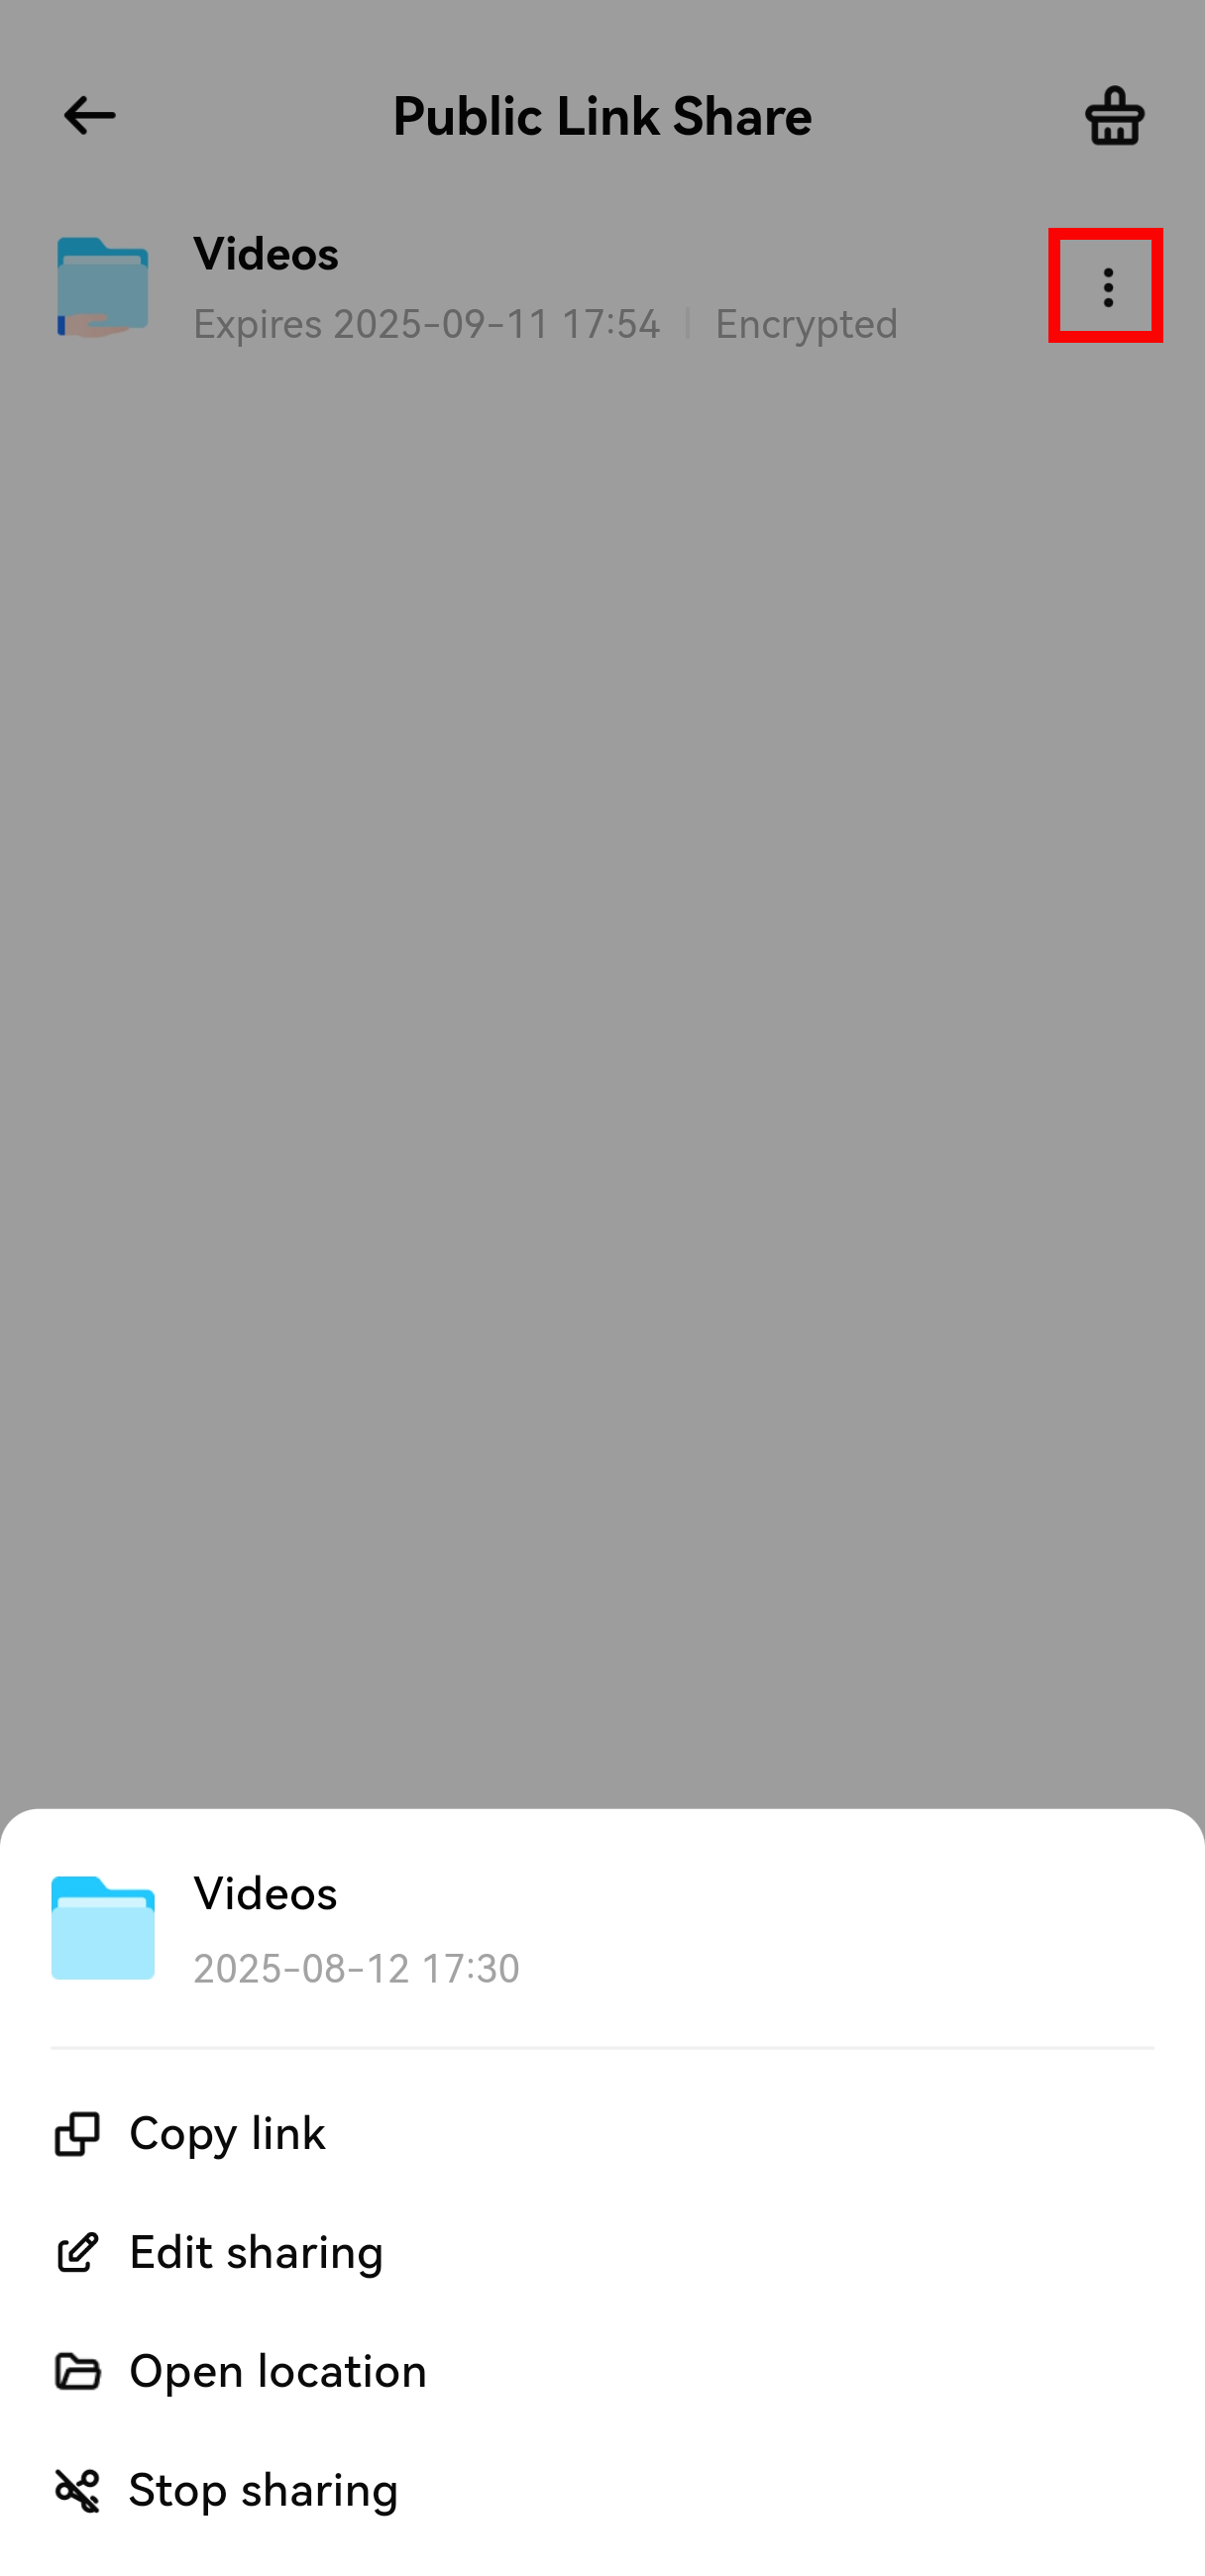 Public Link Share
Videos
Expires 2025-09-11 17:54 | Encrypted
Videos
2025-08-12 17:30
Copy link
Edit sharing
Open location
Stop sharing